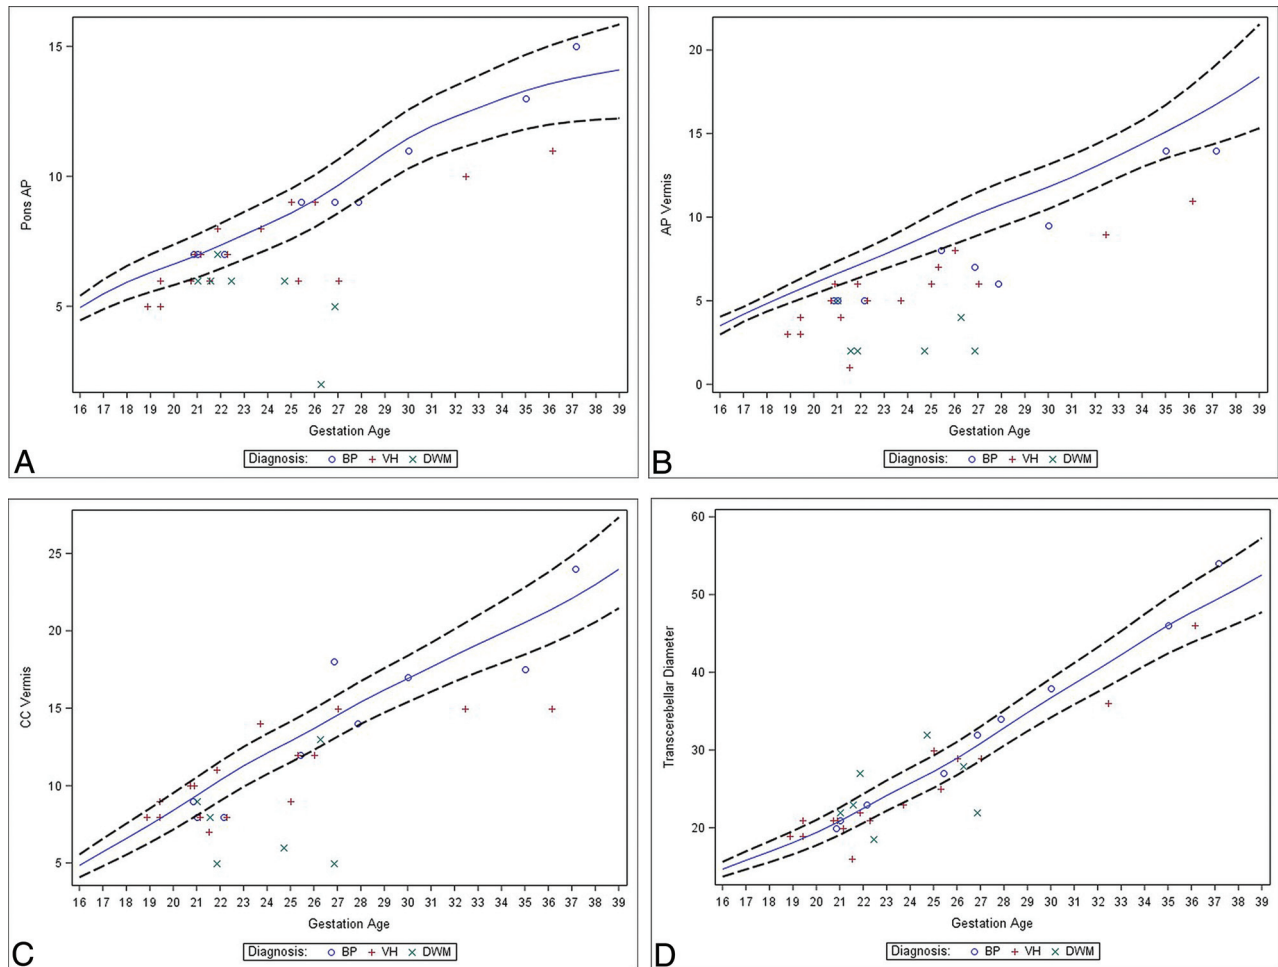 15
10
5
Pons AP
16 17 18 19 20 21 22 23 24 25 26 27 28 29 30 31 32 33 34 35 36 37 38 39
Gestation Age
Diagnosis: BP VH DWM
A
20
15
10
5
0
AP Vermis
16 17 18 19 20 21 22 23 24 25 26 27 28 29 30 31 32 33 34 35 36 37 38 39
Gestation Age
Diagnosis: BP VH DWM
B
25
20
15
10
5
CC Vermis
16 17 18 19 20 21 22 23 24 25 26 27 28 29 30 31 32 33 34 35 36 37 38 39
Gestation Age
Diagnosis: BP VH DWM
C
60
50
40
30
20
Transcerebellar Diameter
16 17 18 19 20 21 22 23 24 25 26 27 28 29 30 31 32 33 34 35 36 37 38 39
Gestation Age
Diagnosis: BP VH DWM
D